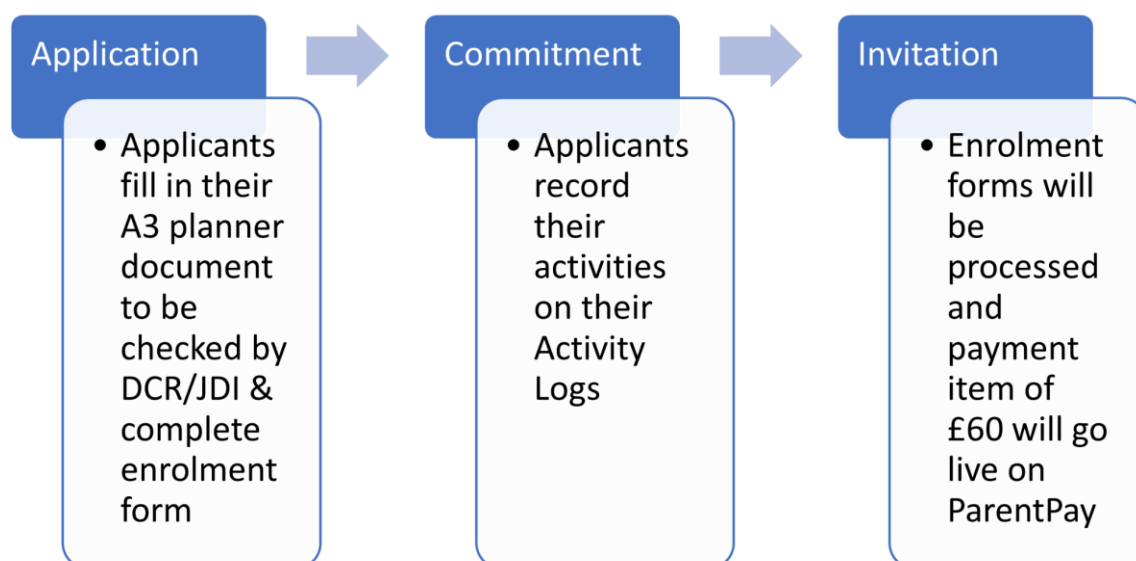 Application
• Applicants
fill in their
A3 planner
document
to be
checked by
DCR/JDI &
complete
enrolment
form
Commitment
• Applicants
record
their
activities
on their
Activity
Logs
Invitation
• Enrolment
forms will
be
processed
and
payment
item of
£60 will go
live on
ParentPay